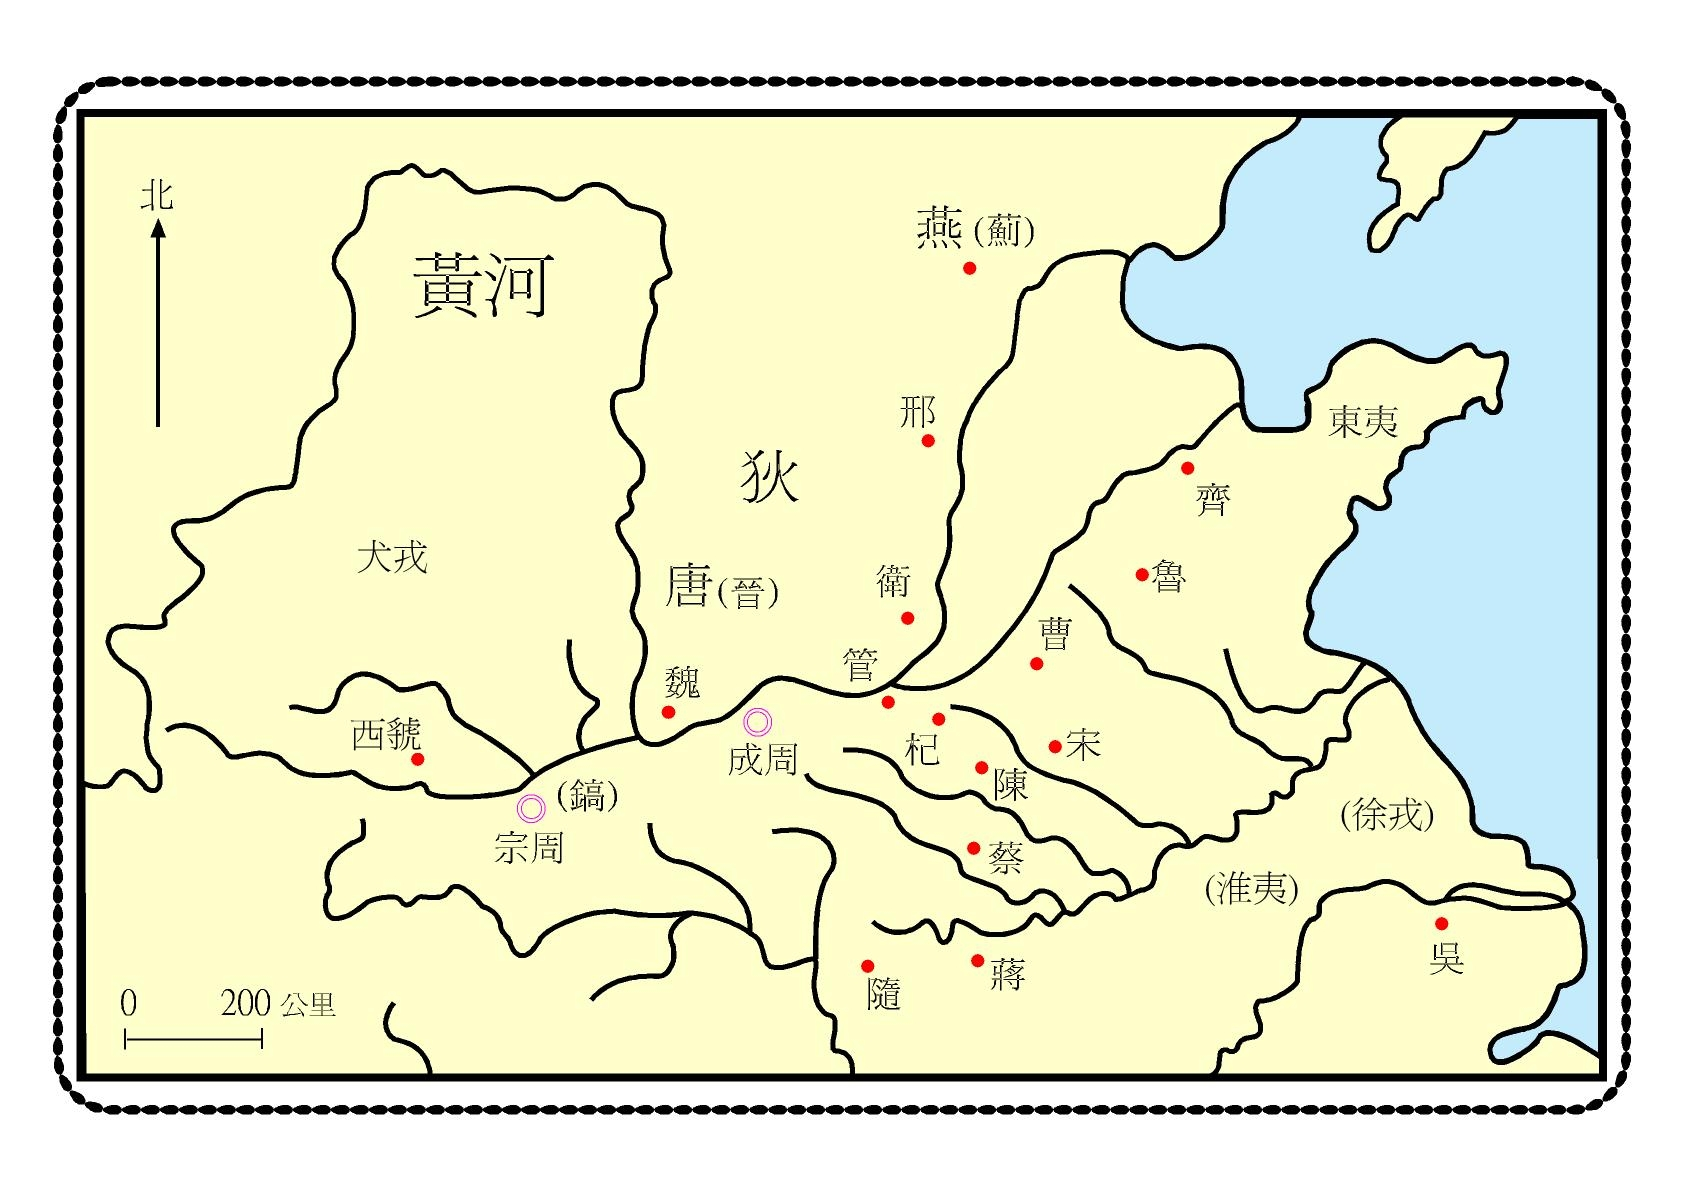 北
黃河
燕(薊)
邢
狄
東夷
齊
犬戎
唐(晉)
衛
魯
曹
管
魏
西虢
成周
杞
宋
陳
(鎬)
宗周
蔡
(徐戎)
(淮夷)
吳
隨
蔣
0 200 公里